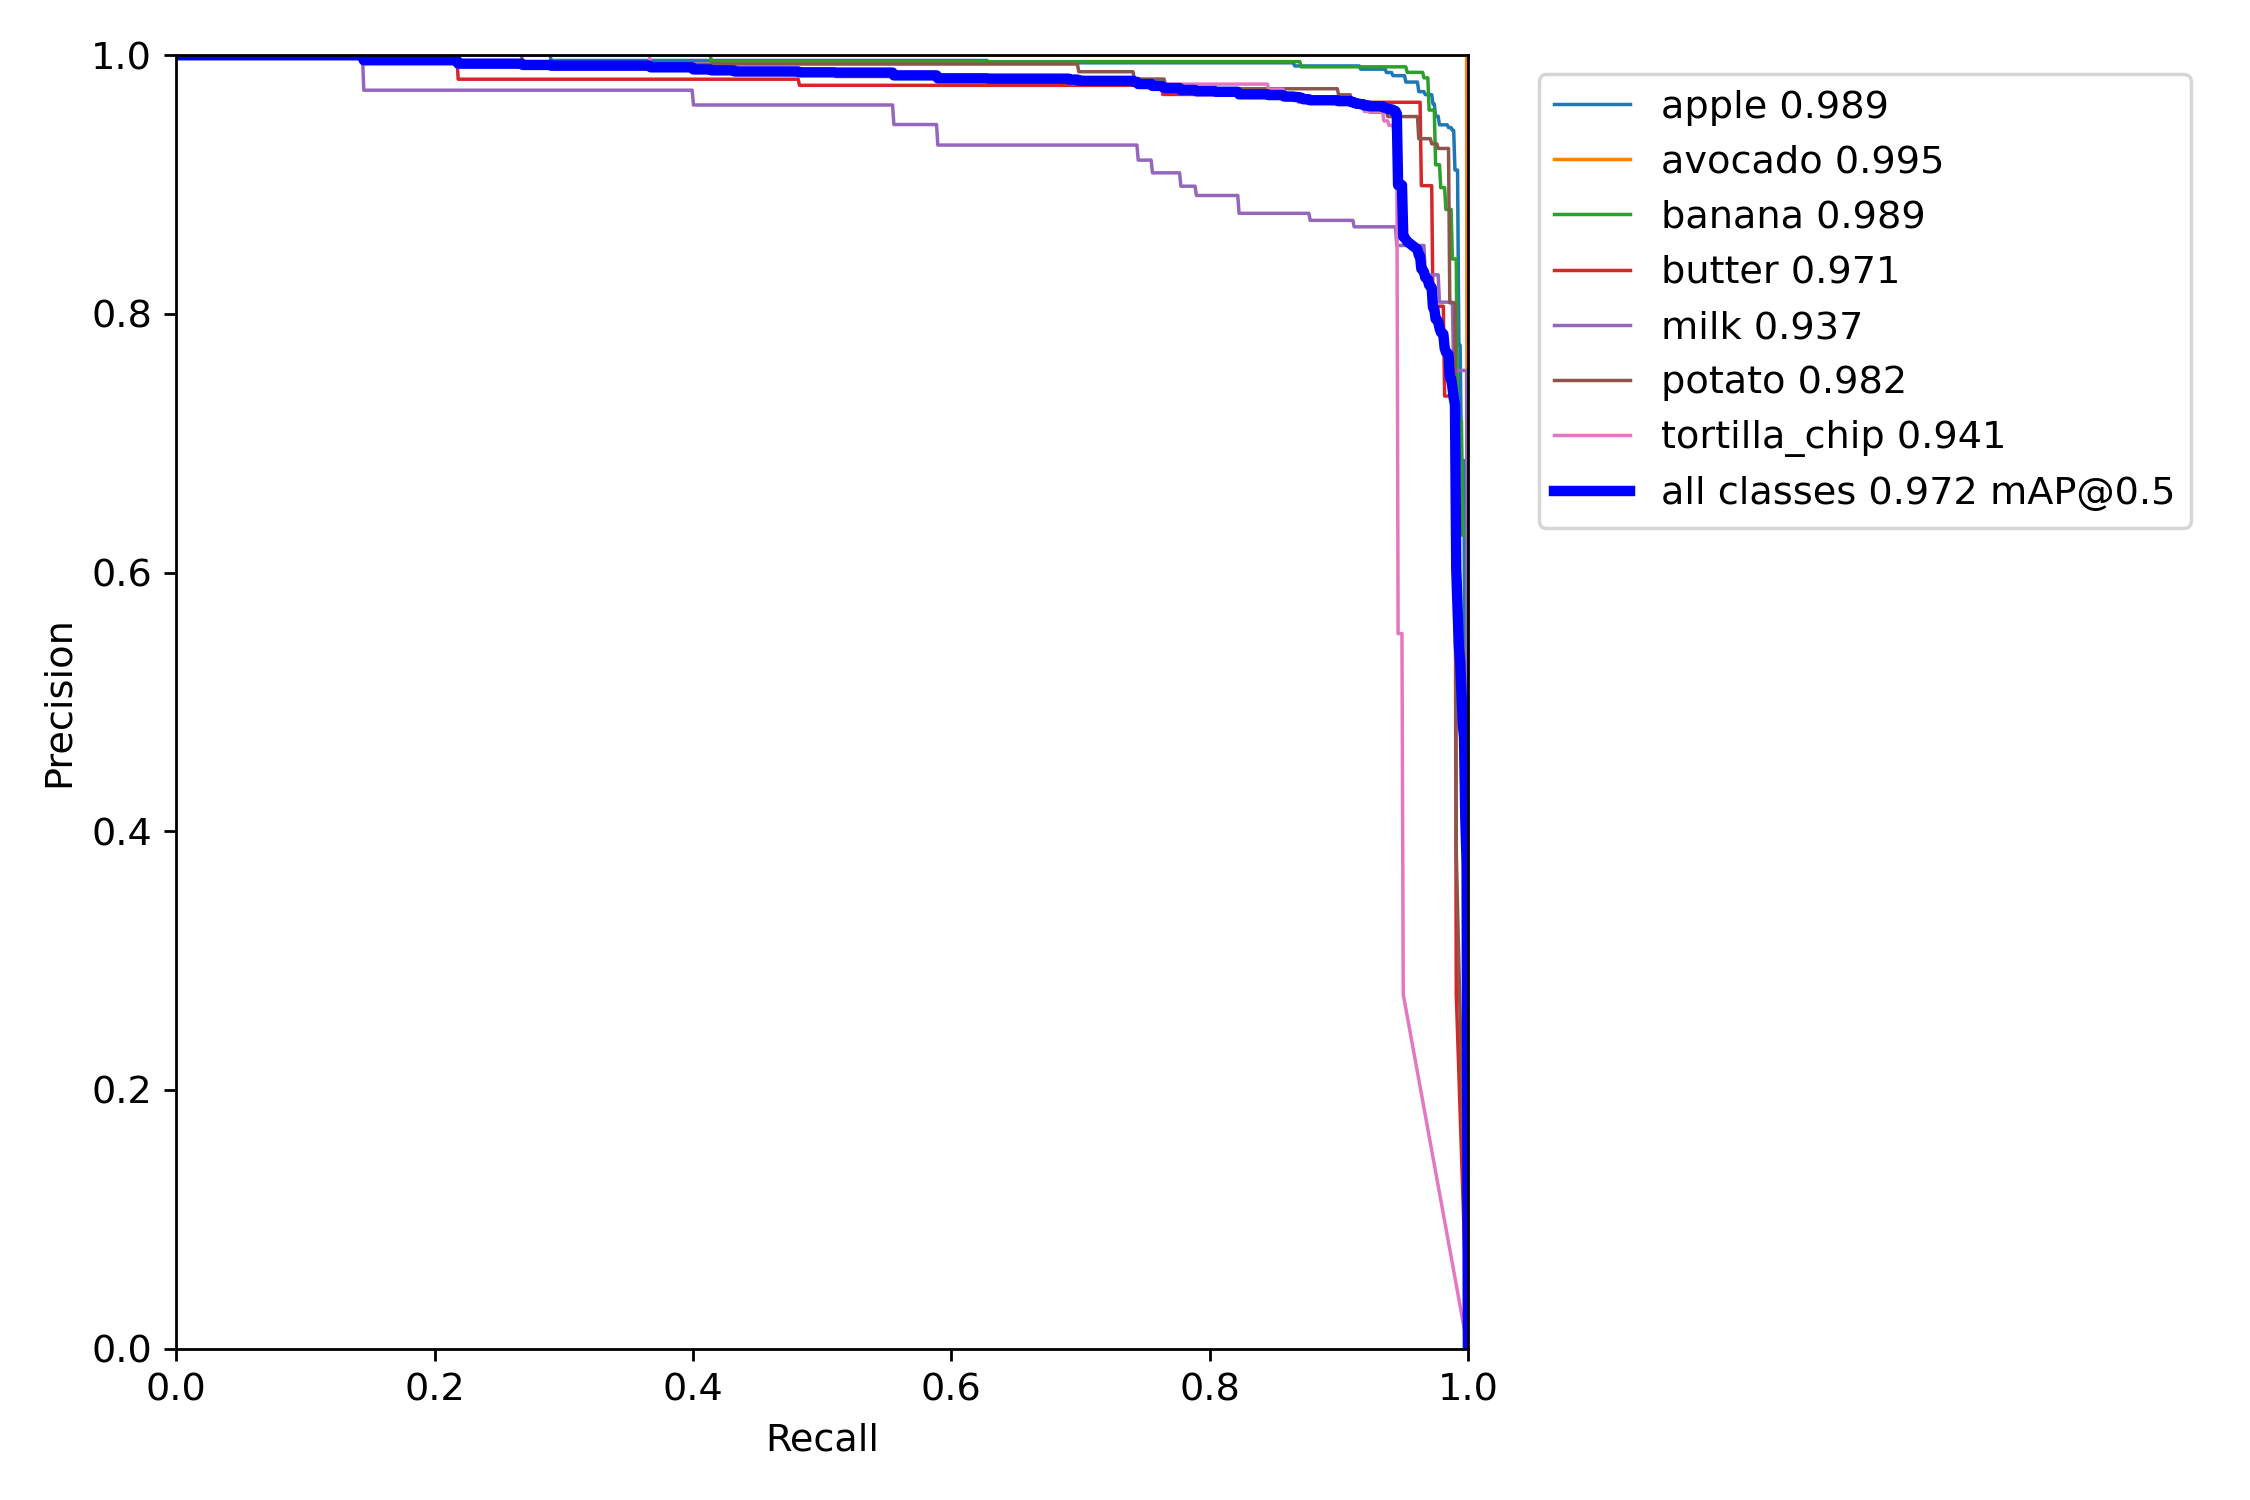 1.0
0.8
0.6
0.4
0.2
0.0
Precision
0.0 0.2 0.4 0.6 0.8 1.0
Recall
apple 0.989
avocado 0.995
banana 0.989
butter 0.971
milk 0.937
potato 0.982
tortilla_chip 0.941
all classes 0.972 mAP@0.5